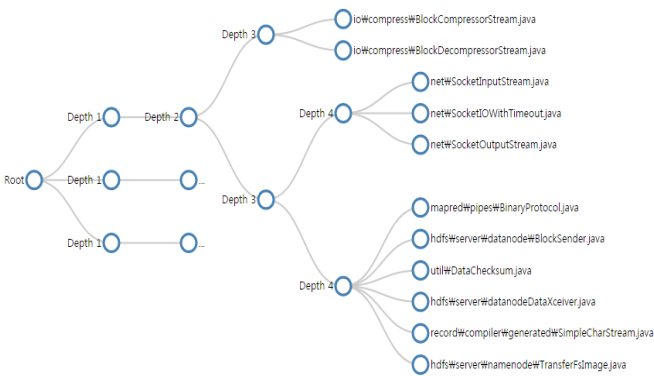 Depth 3
io₩compress₩BlockCompressorStream.java
io₩compress₩BlockDecompressorStream.java
net₩SocketInputStream.java
Depth 1
Depth 2
Depth 4
net₩SocketIOWithTimeout.java
net₩SocketOutputStream.java
Root
Depth 1
...
Depth 3
mapred₩pipes₩BinaryProtocol.java
Depth 1
...
hdfs₩server₩datanode₩BlockSender.java
util₩DataChecksum.java
Depth 4
hdfs₩server₩datanodeDataXceiver.java
record₩compiler₩generated₩SimpleCharStream.java
hdfs₩server₩namenode₩TransferFsImage.java